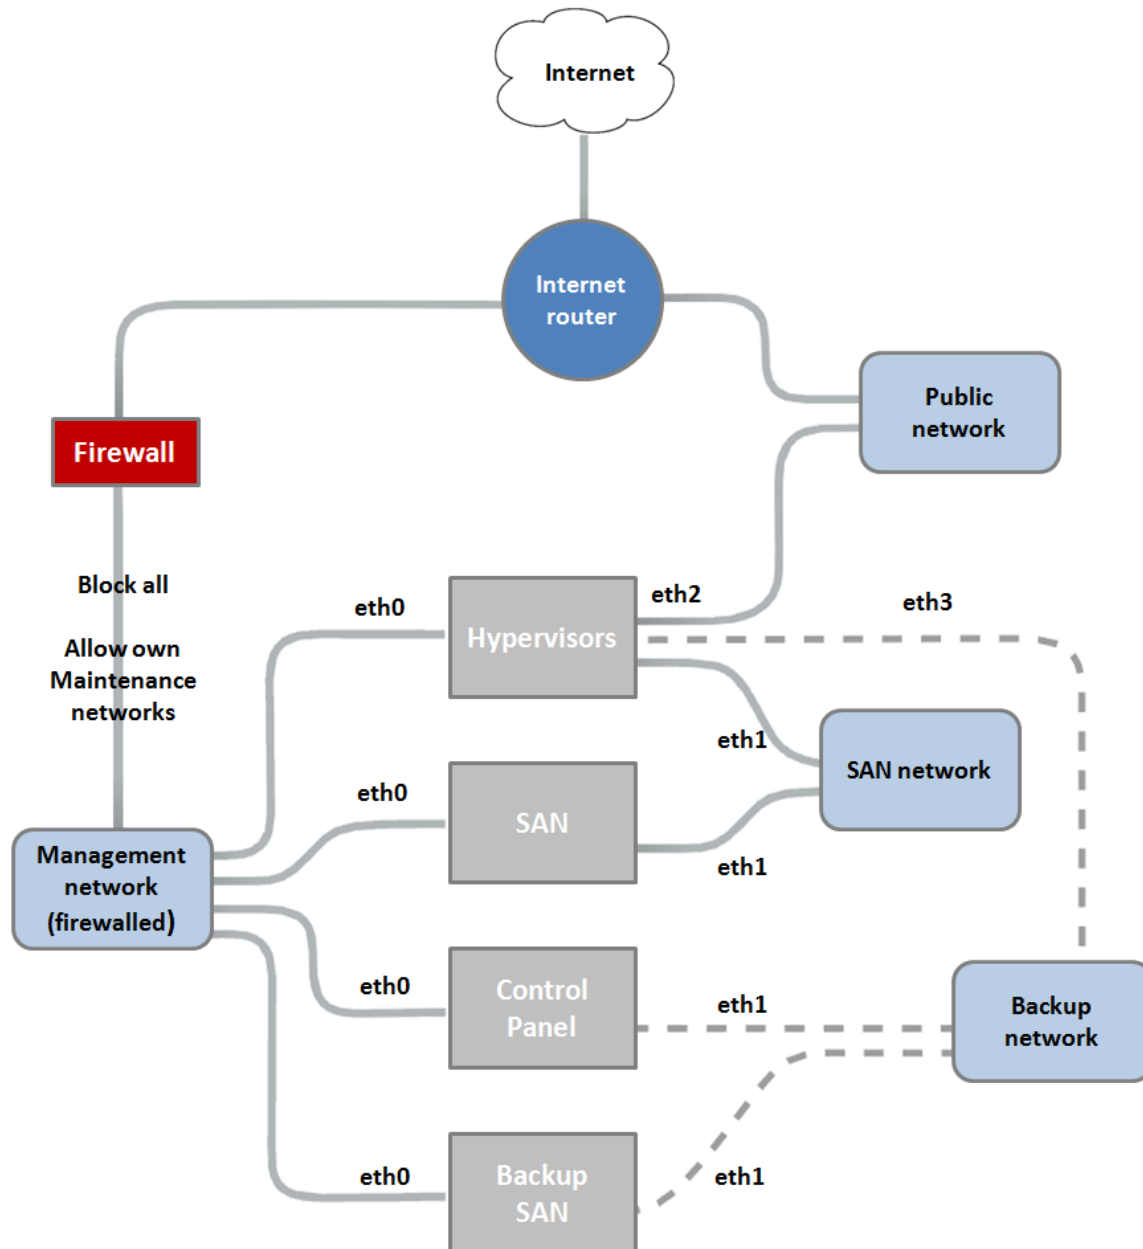 Internet
Internet
router
Public
network
Firewall
Block all
Allow own
Maintenance
networks
eth0
Hypervisors
eth2
eth3
eth1
SAN network
eth0
SAN
eth1
Management
network
(firewalled)
eth0
Control
Panel
eth1
Backup
network
eth0
Backup
SAN
eth1